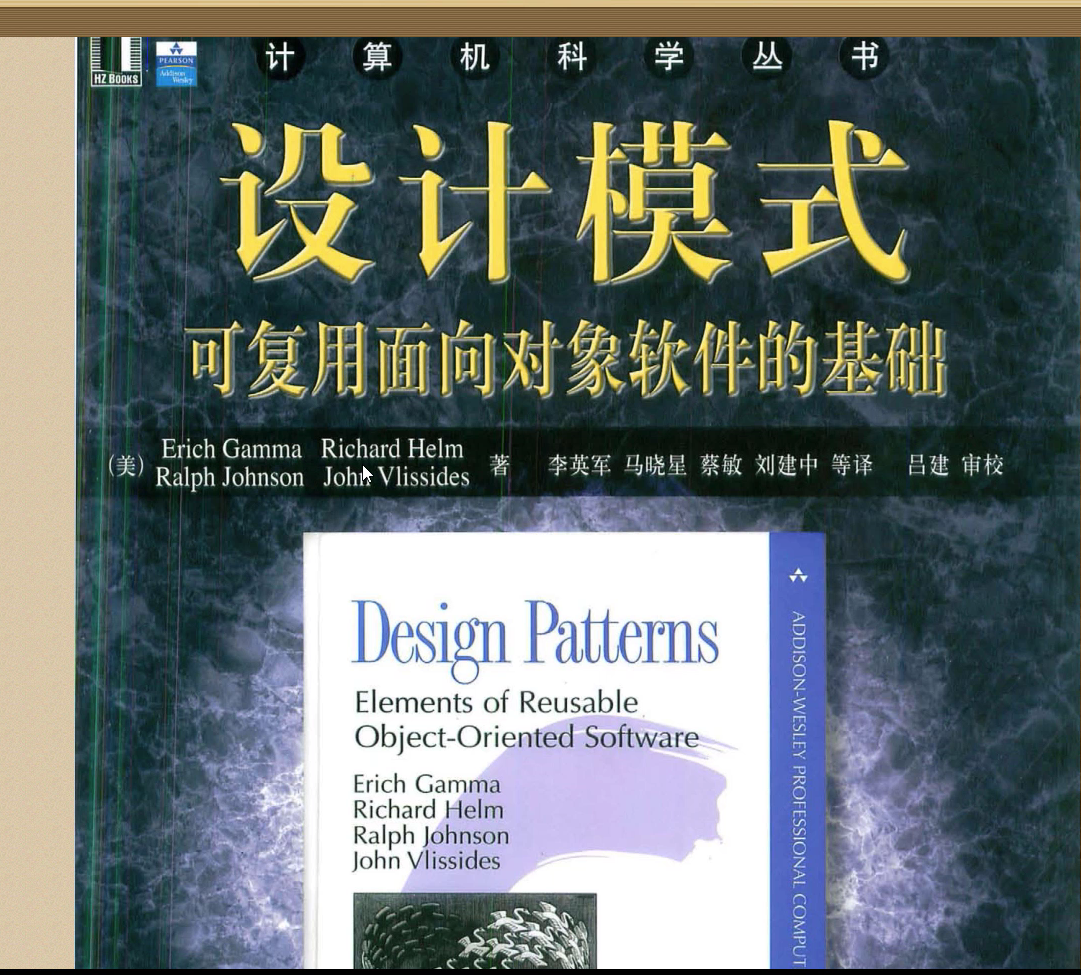 HZ BOOKS
PEARSON
Addison
Wesley
计 算 机 科 学 丛 书
设计模式
可复用面向对象软件的基础
(美) Erich Gamma Richard Helm
Ralph Johnson John Vlissides 著 李英军 马晓星 蔡敏 刘建中 等译 吕建 审校
Design Patterns
Elements of Reusable
Object-Oriented Software
Erich Gamma
Richard Helm
Ralph Johnson
John Vlissides
ADDISON-WESLEY PROFESSIONAL COMPUT